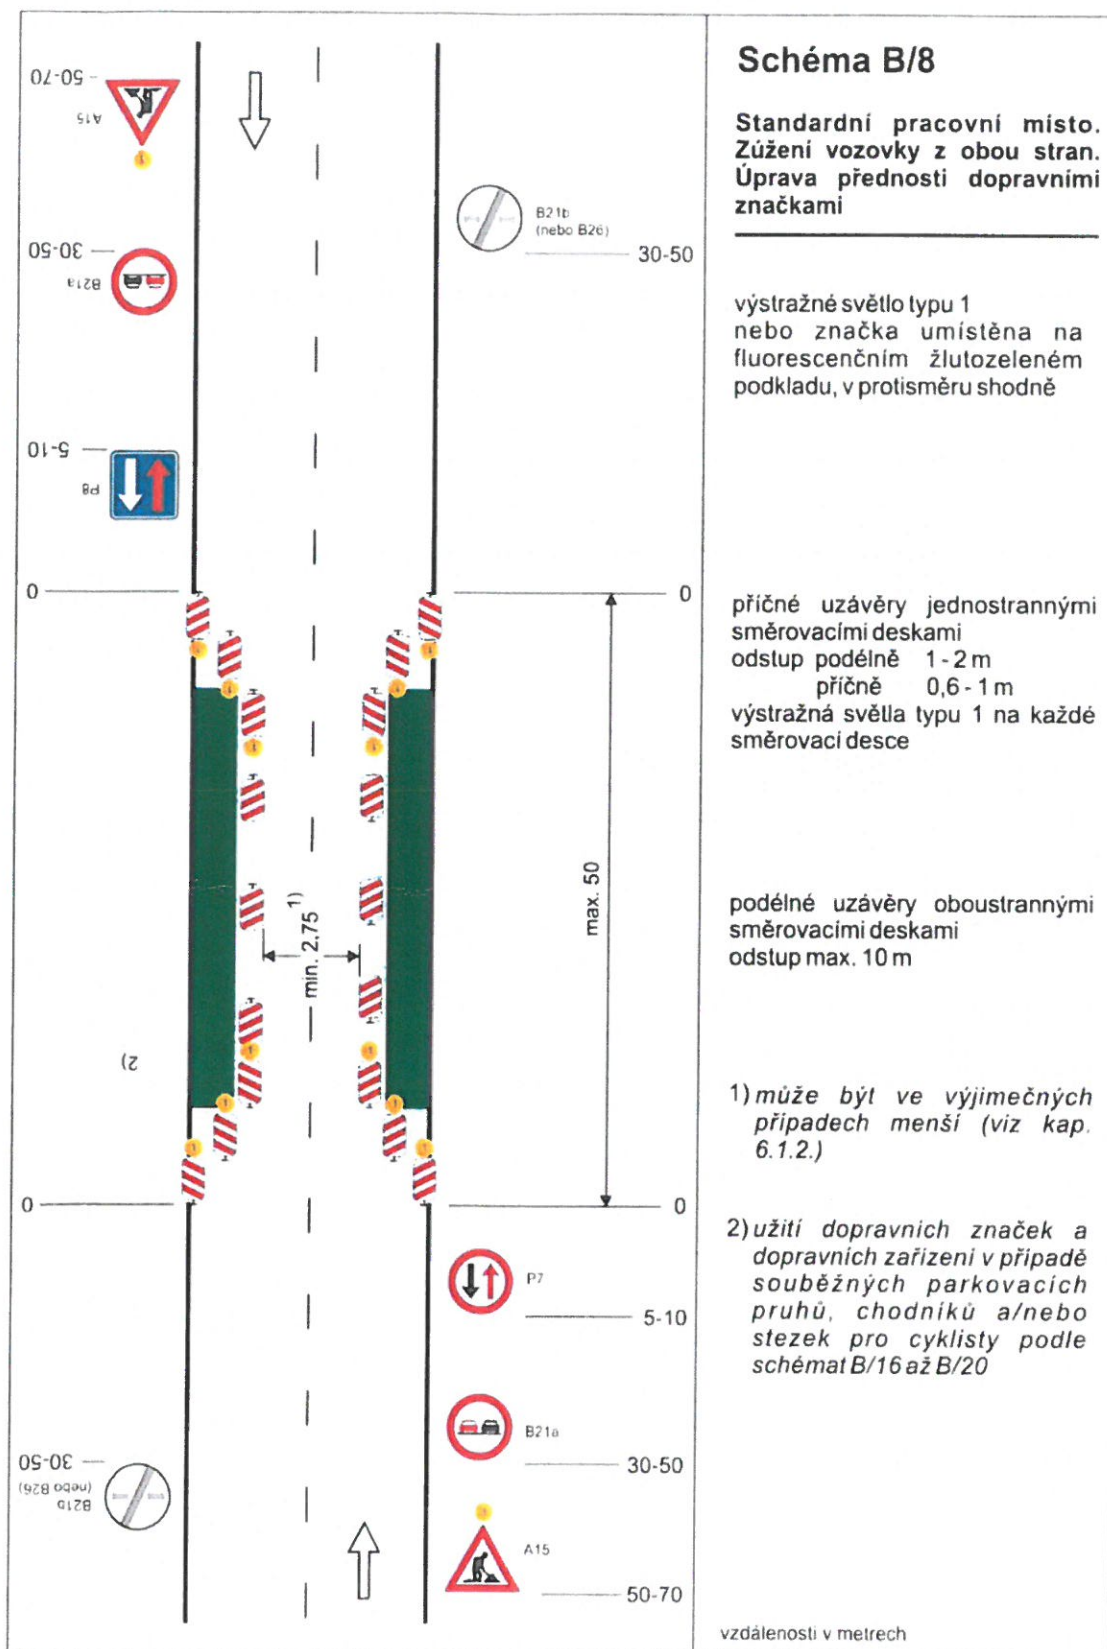 Schéma B/8
Standardní pracovní místo.
Zúžení vozovky z obou stran.
Úprava přednosti dopravními
značkami
výstražné světlo typu 1
nebo značka umístěna na
fluorescenčním žlutozeleném
podkladu, v protisměru shodně
příčné uzávěry jednostrannými
směrovacími deskami
odstup podélně 1 - 2 m
příčně 0,6 - 1 m
výstražná světla typu 1 na každé
směrovací desce
podélné uzávěry oboustrannými
směrovacími deskami
odstup max. 10 m
1) může být ve výjimečných
případech menší (viz kap.
6.1.2.)
2) užití dopravních značek a
dopravních zařízení v případě
souběžných parkovacích
pruhů, chodníků a/nebo
stezek pro cyklisty podle
schémat B/16 až B/20
vzdálenosti v metrech
50-70
A15
30-50
B21a
5-10
P8
0
B21b
(nebo B26)
30-50
0
max. 50
min. 2,75 1)
2)
0
0
P7
5-10
B21a
30-50
A15
50-70
30-50
B21b
(nebo B26)